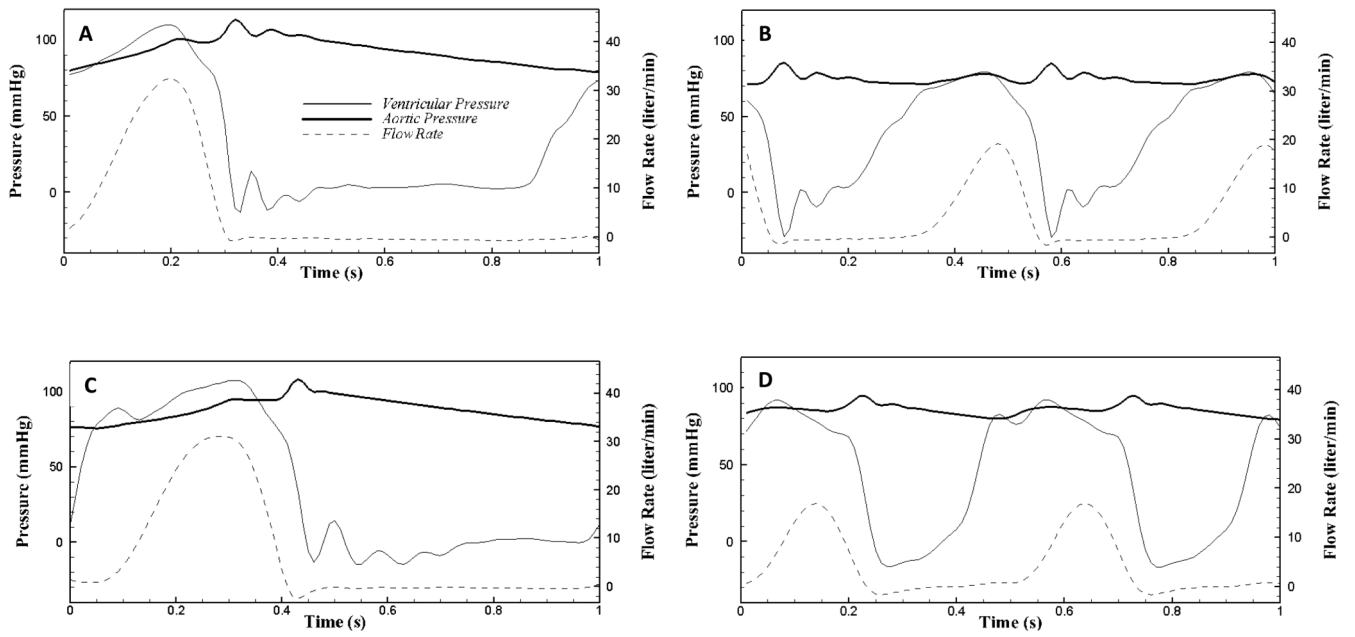 A
100
50
0
Pressure (mmHg)
40
30
20
10
0
Flow Rate (liter/min)
Ventricular Pressure
Aortic Pressure
Flow Rate
0
0.2
0.4
0.6
0.8
1
Time (s)
B
100
50
0
Pressure (mmHg)
40
30
20
10
0
Flow Rate (liter/min)
0
0.2
0.4
0.6
0.8
1
Time (s)
C
100
50
0
Pressure (mmHg)
40
30
20
10
0
Flow Rate (liter/min)
0
0.2
0.4
0.6
0.8
1
Time (s)
D
100
50
0
Pressure (mmHg)
40
30
20
10
0
Flow Rate (liter/min)
0
0.2
0.4
0.6
0.8
1
Time (s)